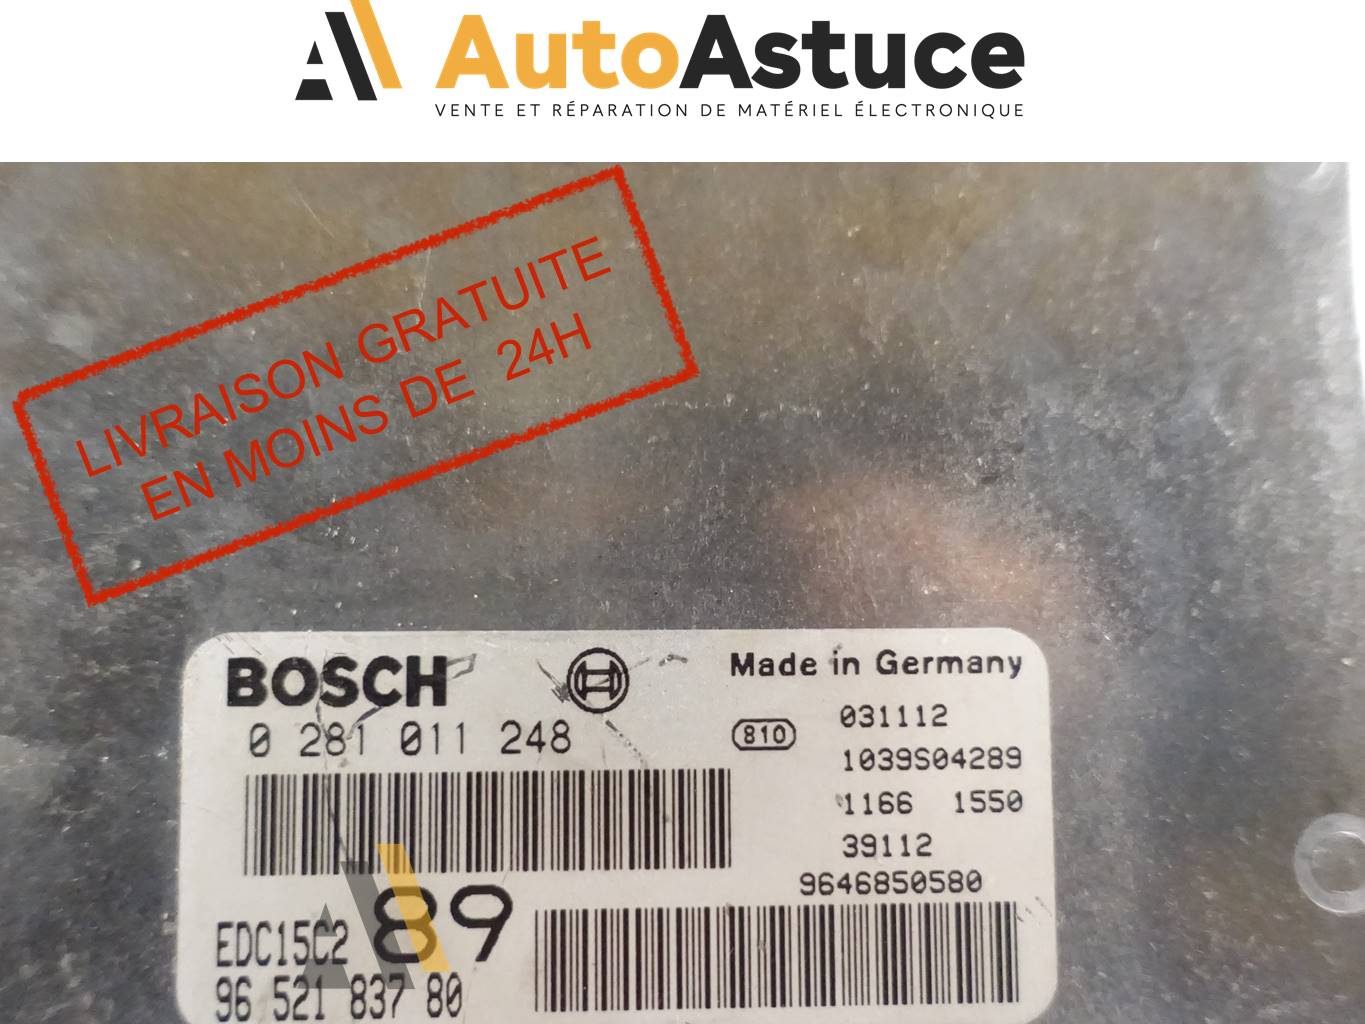 AutoAstuce
VENTE ET RÉPARATION DE MATÉRIEL ÉLECTRONIQUE
LIVRAISON GRATUITE
EN MOINS DE 24H
BOSCH
Made in Germany
0 281 011 248
810
031112
1039S04289
1166 1550
39112
9646850580
89
EDC15C2
96 521 837 80